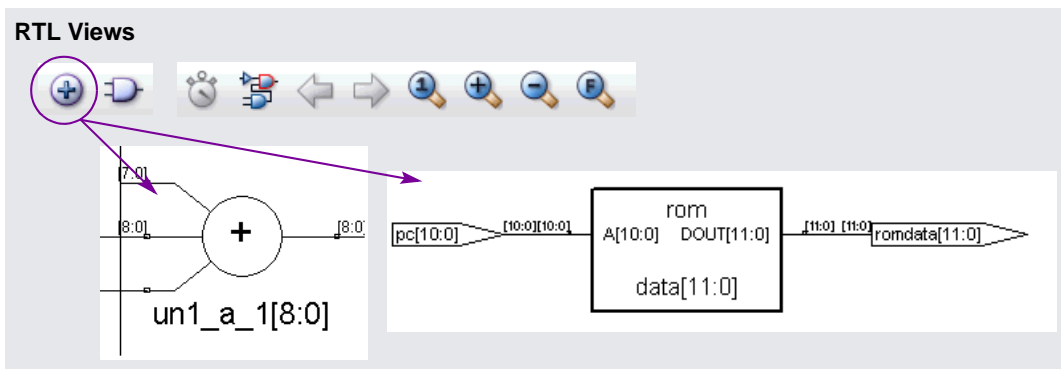 RTL Views
1
F
[7:0]
[8:0]
+
[8:0]
un1_a_1[8:0]
pc[10:0]
[10:0][10:0]
rom
A[10:0] DOUT[11:0]
data[11:0]
[11:0] [11:0]
romdata[11:0]